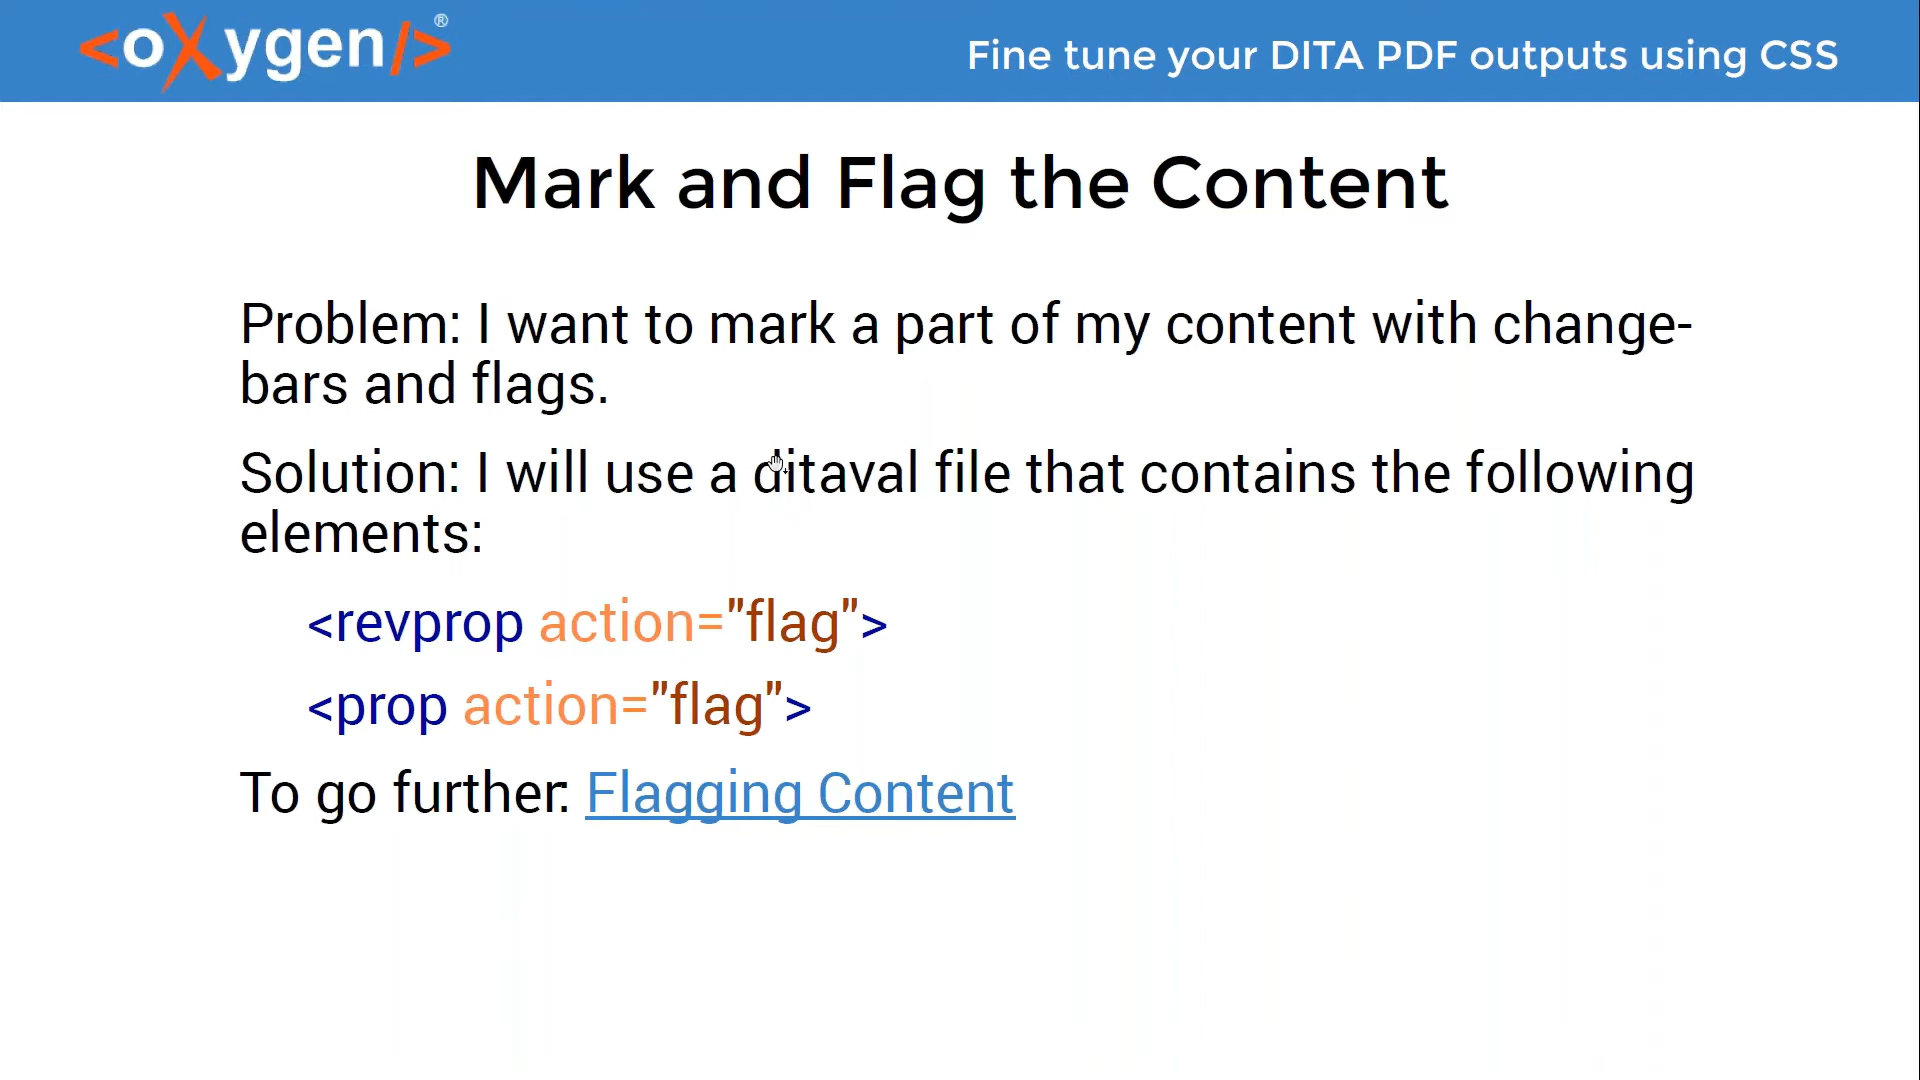 <oXygen/>®
Fine tune your DITA PDF outputs using CSS
Mark and Flag the Content
Problem: I want to mark a part of my content with change-
bars and flags.
Solution: I will use a ditaval file that contains the following
elements:
<revprop action="flag">
<prop action="flag">
To go further: Flagging Content